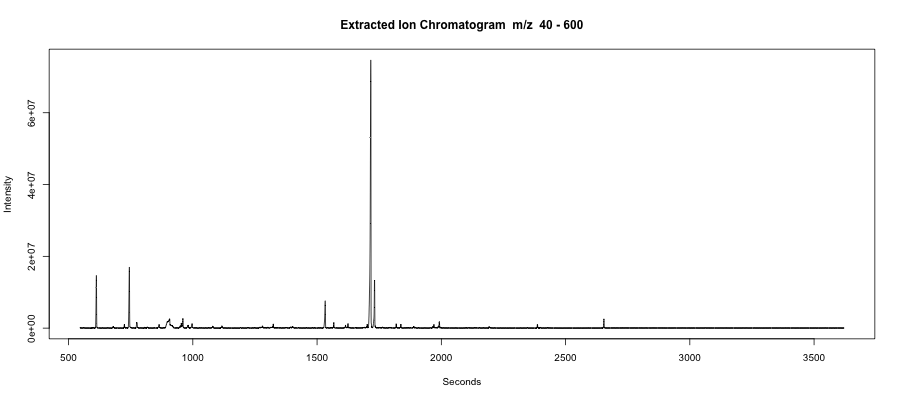 Extracted Ion Chromatogram  m/z  40 - 600
Intensity
6e+07
4e+07
2e+07
0e+00
500 1000 1500 2000 2500 3000 3500
Seconds